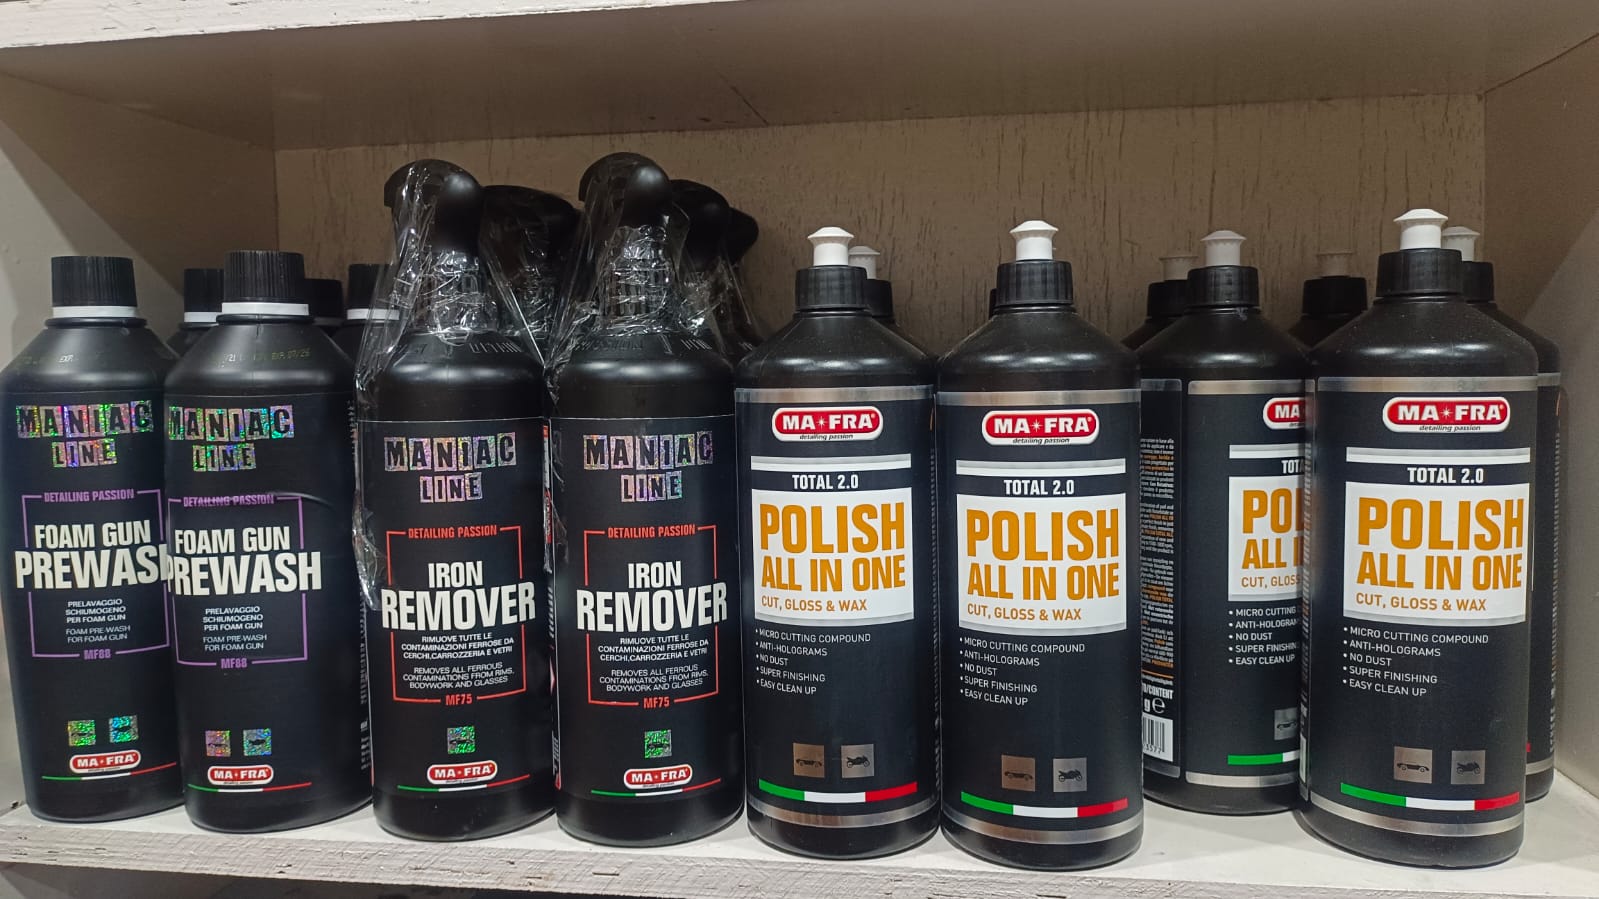 MANIAC
LINE
DETAILING PASSION
FOAM GUN
PREWASH
PRELAVAGGIO
SCHIUMOGENO
PER FOAM GUN
FOAM PRE-WASH
FOR FOAM GUN
MF88
MA-FRA
EXP. 07/26
MANIAC
LINE
DETAILING PASSION
FOAM GUN
PREWASH
PRELAVAGGIO
SCHIUMOGENO
PER FOAM GUN
FOAM PRE-WASH
FOR FOAM GUN
MF88
MA-FRA
MANIAC
LINE
DETAILING PASSION
IRON
REMOVER
RIMUOVE TUTTE LE
CONTAMINAZIONI FERROSE DA
CERCHI,CARROZZERIA E VETRI
REMOVES ALL FERROUS
CONTAMINATIONS FROM RIMS,
BODYWORK AND GLASSES
MF75
MA-FRA
MANIAC
LINE
DETAILING PASSION
IRON
REMOVER
RIMUOVE TUTTE LE
CONTAMINAZIONI FERROSE DA
CERCHI,CARROZZERIA E VETRI
REMOVES ALL FERROUS
CONTAMINATIONS FROM RIMS,
BODYWORK AND GLASSES
MF75
MA-FRA
MA-FRA
detailing passion
TOTAL 2.0
POLISH
ALL IN ONE
CUT, GLOSS & WAX
• MICRO CUTTING COMPOUND
• ANTI-HOLOGRAMS
• NO DUST
• SUPER FINISHING
• EASY CLEAN UP
MA-FRA
detailing passion
TOTAL 2.0
POLISH
ALL IN ONE
CUT, GLOSS & WAX
• MICRO CUTTING COMPOUND
• ANTI-HOLOGRAMS
• NO DUST
• SUPER FINISHING
• EASY CLEAN UP
MA
TOT
POL
ALL I
CUT, GLOSS
• MICRO CUTTING
• ANTI-HOLOGRAM
• NO DUST
• SUPER FINISHIN
• EASY CLEAN UP
MA-FRA
detailing passion
TOTAL 2.0
POLISH
ALL IN ONE
CUT, GLOSS & WAX
• MICRO CUTTING COMPOUND
• ANTI-HOLOGRAMS
• NO DUST
• SUPER FINISHING
• EASY CLEAN UP